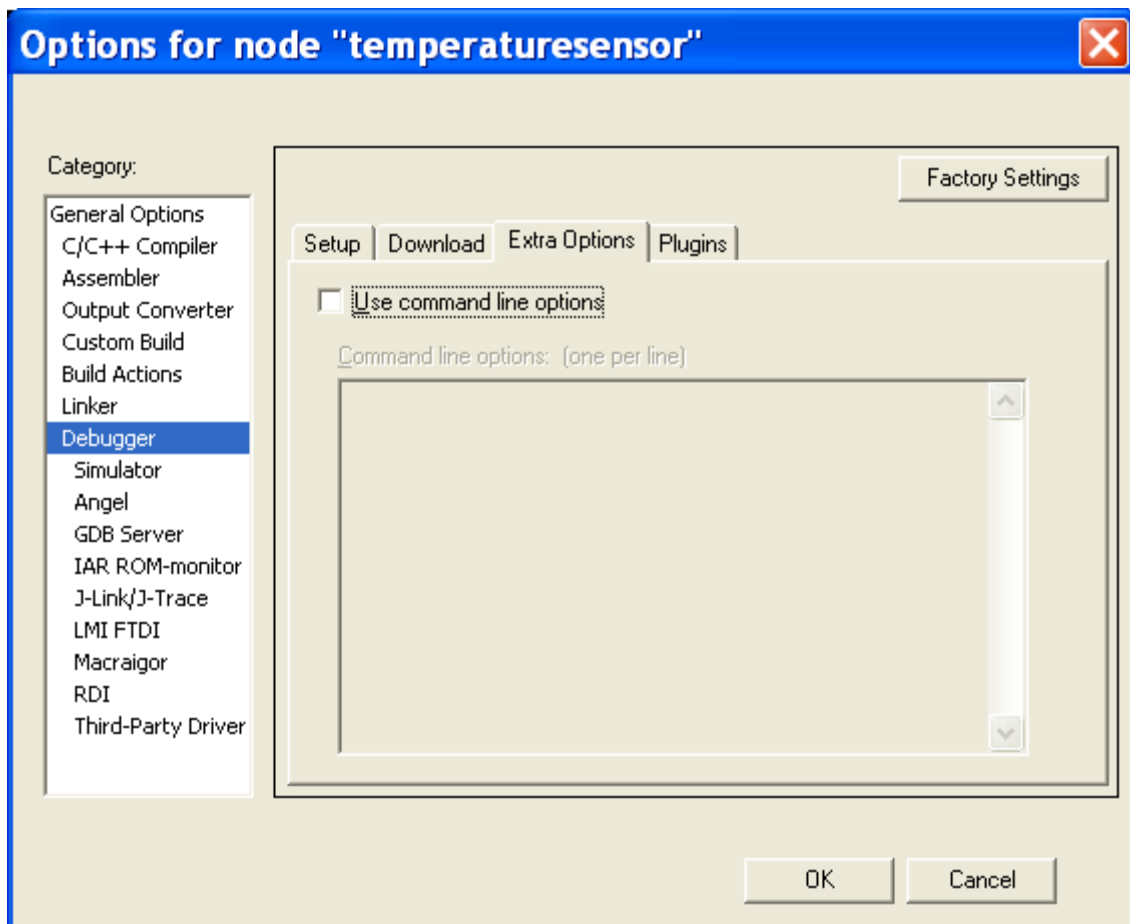 Options for node "temperaturesensor"
Category:
General Options
C/C++ Compiler
Assembler
Output Converter
Custom Build
Build Actions
Linker
Debugger
Simulator
Angel
GDB Server
IAR ROM-monitor
J-Link/J-Trace
LMI FTDI
Macraigor
RDI
Third-Party Driver
Factory Settings
Setup Download Extra Options Plugins
Use command line options
Command line options: (one per line)
OK Cancel